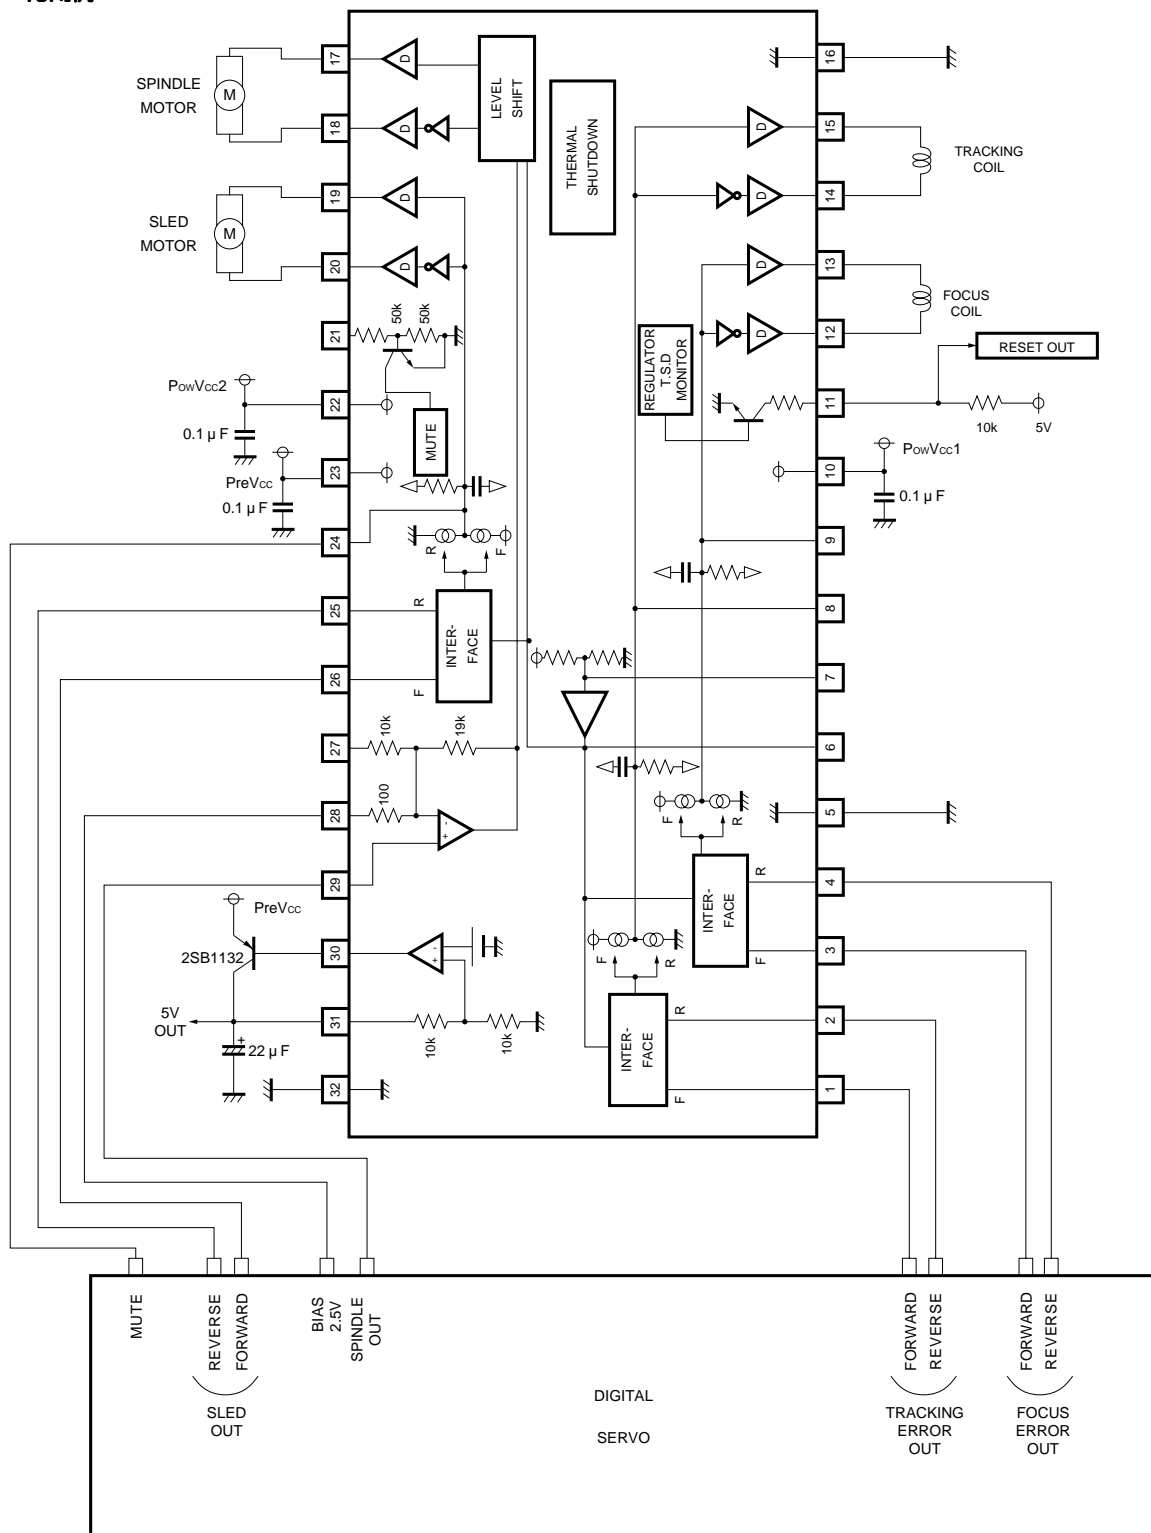 SPINDLE
MOTOR
M
SLED
MOTOR
M
17
18
19
20
21
22
23
24
25
26
27
28
29
30
31
32
D
D
D
D
LEVEL
SHIFT
THERMAL
SHUTDOWN
50k
50k
MUTE
PowVcc2
0.1 µ F
PreVcc
0.1 µ F
R
F
R
F
INTER-
FACE
10k
19k
100
-
+
PreVcc
2SB1132
-
+
5V
OUT
+
22 µ F
10k
10k
16
15
14
13
12
11
10
9
8
7
6
5
4
3
2
1
D
D
D
D
TRACKING
COIL
FOCUS
COIL
REGULATOR
T.S.D
MONITOR
RESET OUT
10k
5V
PowVcc1
0.1 µ F
F
R
INTER-
FACE
R
F
F
R
INTER-
FACE
R
F
MUTE
REVERSE
FORWARD
SLED
OUT
BIAS
2.5V
SPINDLE
OUT
DIGITAL
SERVO
FORWARD
REVERSE
TRACKING
ERROR
OUT
FORWARD
REVERSE
FOCUS
ERROR
OUT